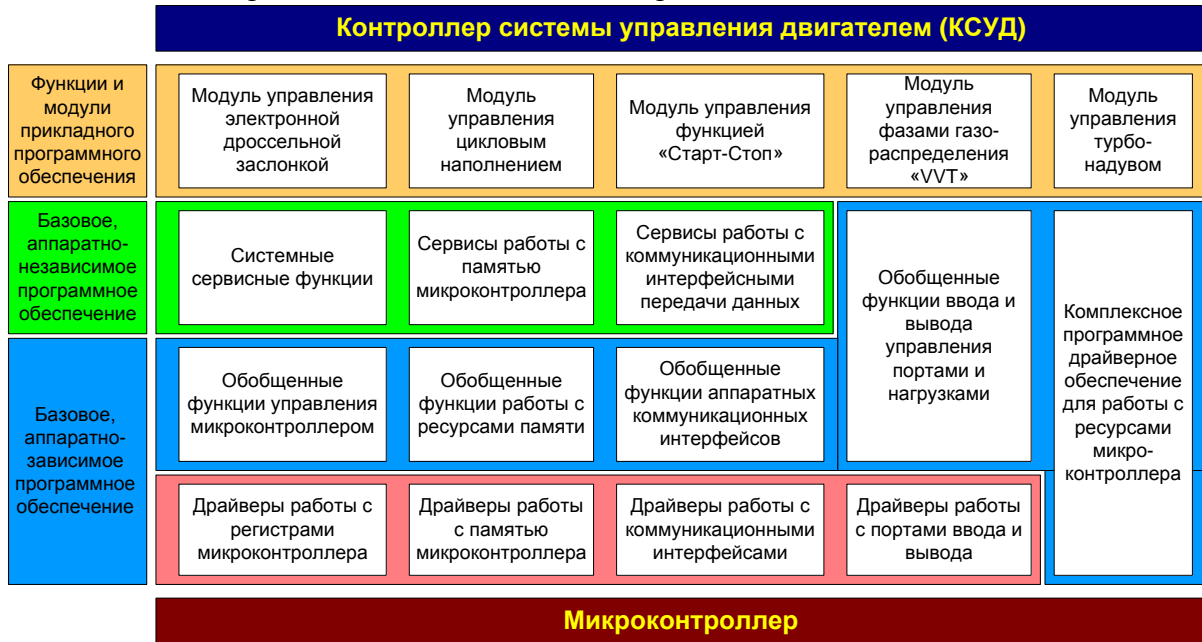 Контроллер системы управления двигателем (КСУД)
Функции и
модули
прикладного
программного
обеспечения
Модуль управления
электронной
дроссельной
заслонкой
Модуль
управления
цикловым
наполнением
Модуль управления
функцией
«Старт-Стоп»
Модуль
управления
фазами газо-
распределения
«VVT»
Модуль
управления
турбо-
наддувом
Базовое,
аппаратно-
независимое
программное
обеспечение
Системные
сервисные функции
Сервисы работы с
памятью
микроконтроллера
Сервисы работы с
коммуникационными
интерфейсными
передачи данных
Обобщенные
функции ввода и
вывода
управления
портами и
нагрузками
Комплексное
программное
драйверное
обеспечение
для работы с
ресурсами
микро-
контроллера
Базовое,
аппаратно-
зависимое
программное
обеспечение
Обобщенные
функции управления
микроконтроллером
Обобщенные
функции работы с
ресурсами памяти
Обобщенные
функции аппаратных
коммуникационных
интерфейсов
Драйверы работы с
регистрами
микроконтроллера
Драйверы работы
с памятью
микроконтроллера
Драйверы работы с
коммуникационными
интерфейсами
Драйверы работы
с портами ввода и
вывода
Микроконтроллер